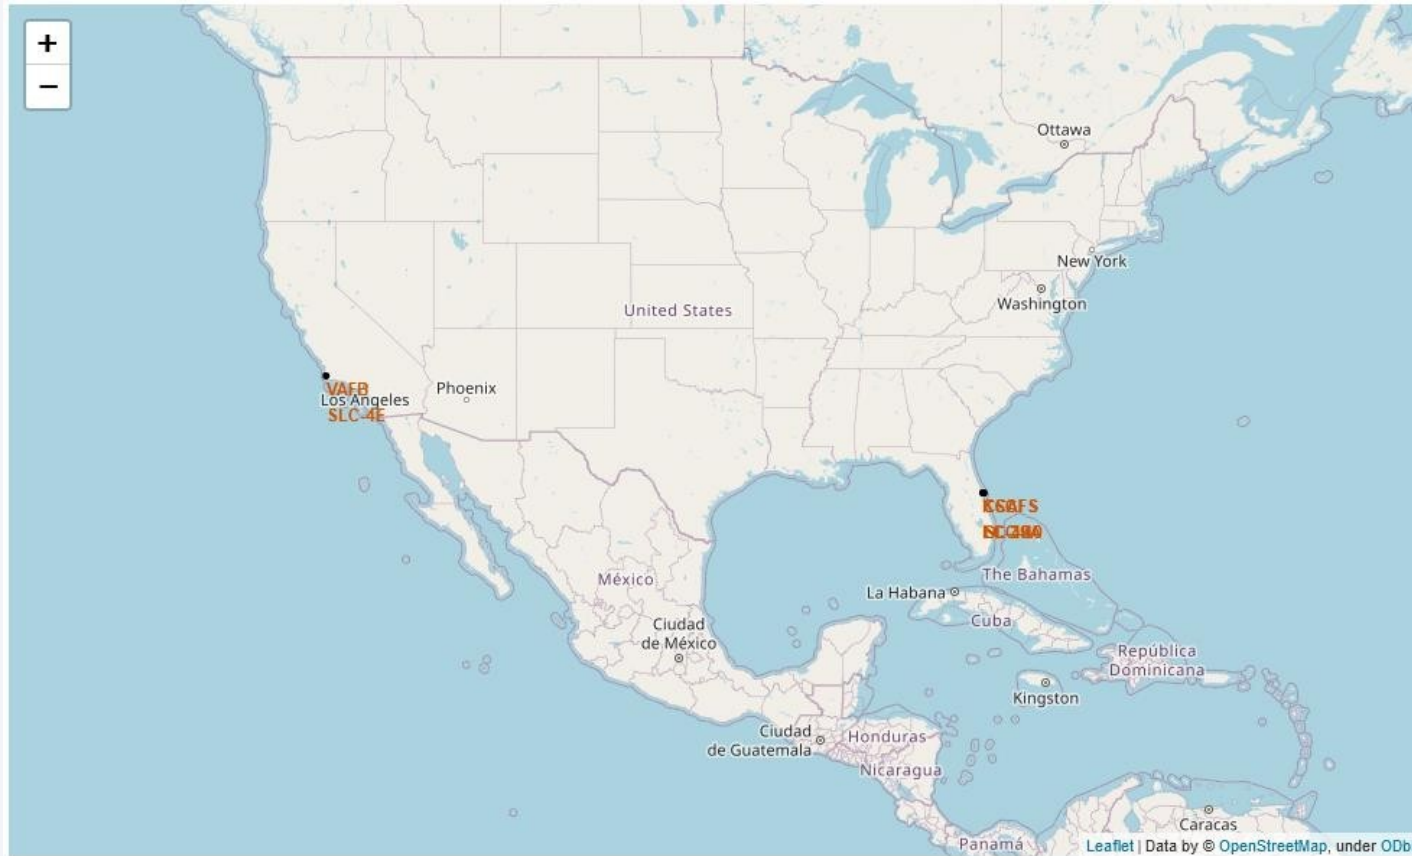 +
−
Ottawa
New York
Washington
United States
VAFB
Phoenix
Los Angeles
SLC-4E
The Bahamas
La Habana
México
Cuba
Ciudad
de México
República
Dominicana
Kingston
Ciudad
de Guatemala
Honduras
Nicaragua
Caracas
Panamá
Leaflet | Data by © OpenStreetMap, under ODb